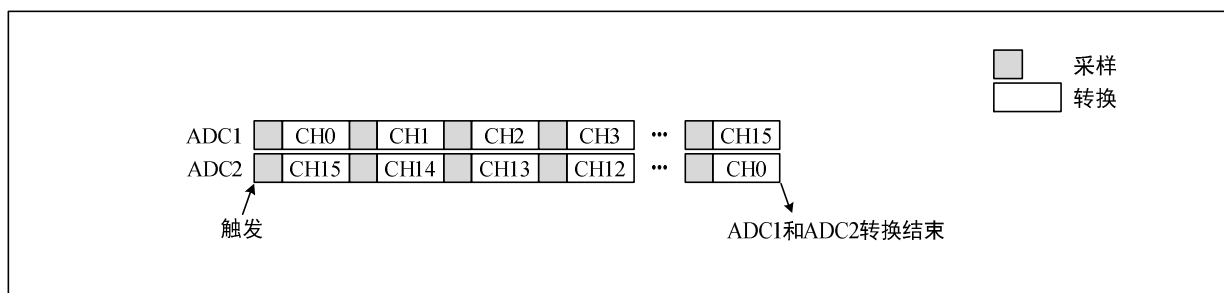 采样
转换
ADC1 CH0 CH1 CH2 CH3 ... CH15
ADC2 CH15 CH14 CH13 CH12 ... CH0
触发
ADC1和ADC2转换结束